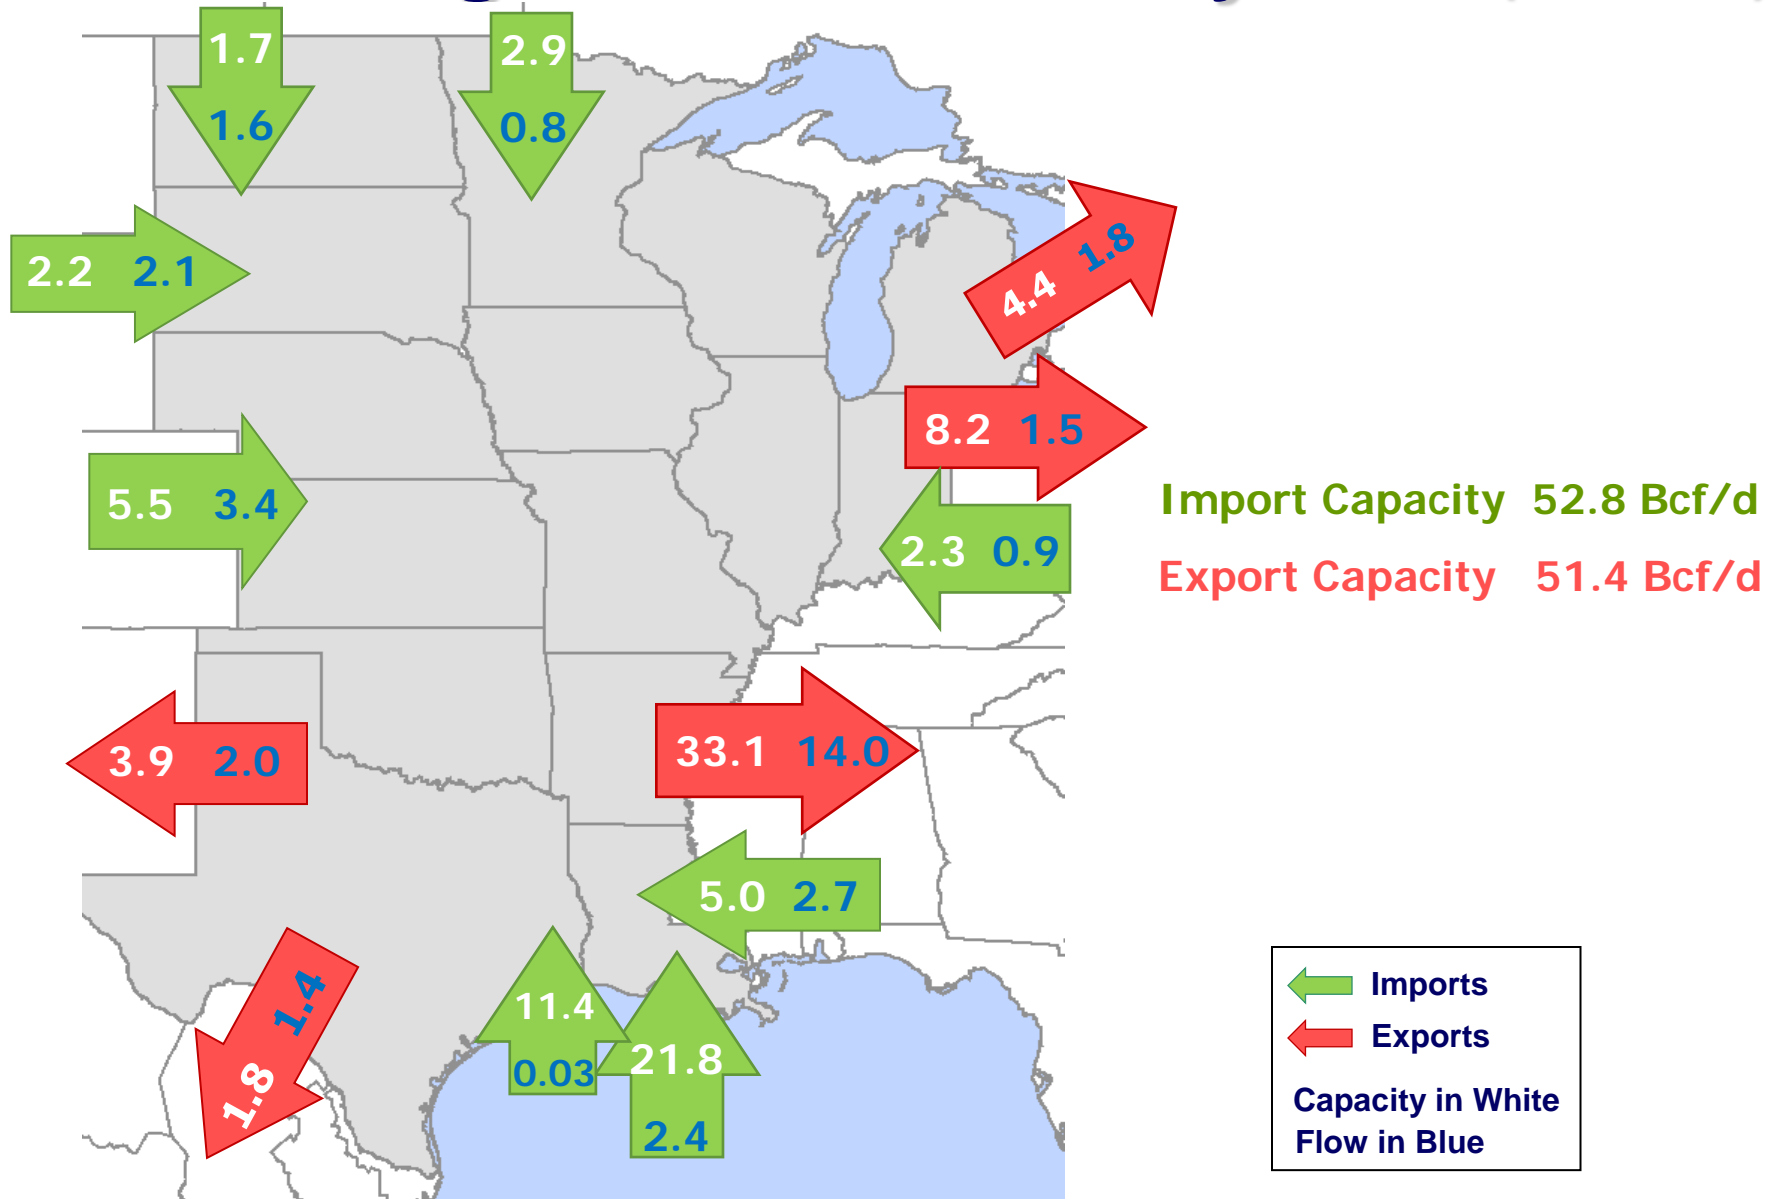 1.7
1.6
2.9
0.8
2.2 2.1
4.4 1.8
8.2 1.5
5.5 3.4
Import Capacity 52.8 Bcf/d
2.3 0.9
Export Capacity 51.4 Bcf/d
3.9 2.0
33.1 14.0
5.0 2.7
1.8 1.4
11.4
0.03
21.8
2.4
Imports
Exports
Capacity in White
Flow in Blue